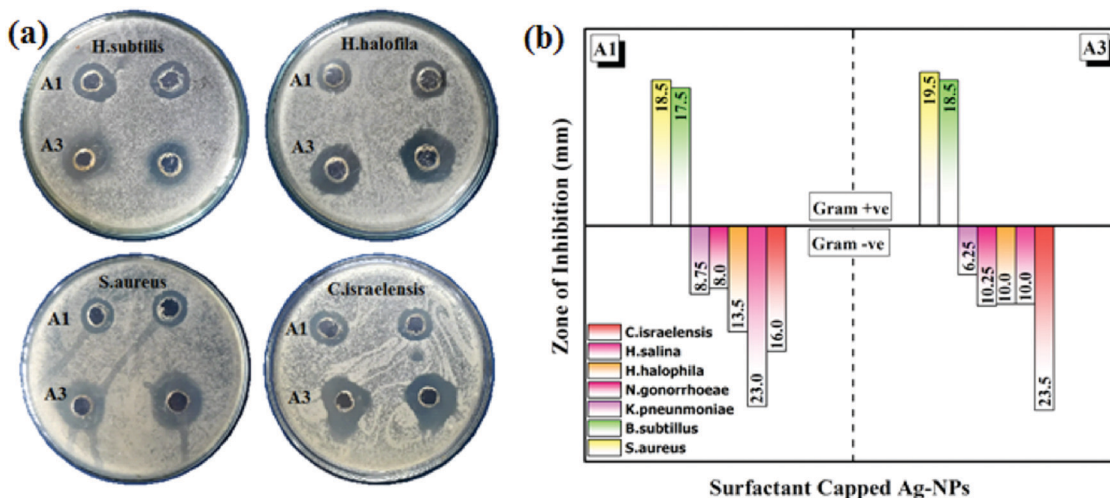 (a)
H.subtilis
A1
A3
H.halofila
A1
A3
S.aureus
A1
A3
C.israelensis
A1
A3
(b)
A1
A3
Zone of Inhibition (mm)
18.5
17.5
19.5
18.5
Gram +ve
Gram -ve
8.75
8.0
13.5
23.0
16.0
6.25
10.25
10.0
10.0
23.5
C.israelensis
H.salina
H.halophila
N.gonorrhoeae
K.pneunmoniae
B.subtillus
S.aureus
Surfactant Capped Ag-NPs